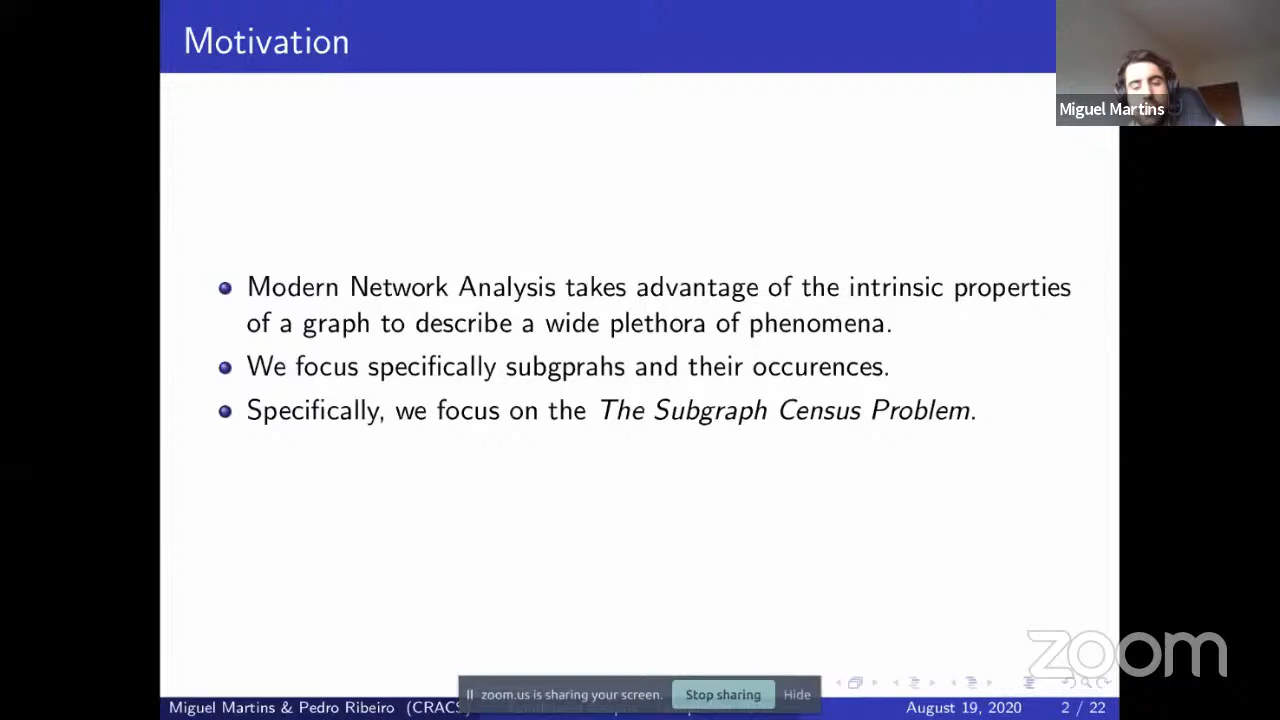 Motivation
Miguel Martins
Modern Network Analysis takes advantage of the intrinsic properties
of a graph to describe a wide plethora of phenomena.
We focus specifically subgprahs and their occurences.
Specifically, we focus on the The Subgraph Census Problem.
zoom
zoom.us is sharing your screen. Stop sharing Hide
Miguel Martins & Pedro Ribeiro (CRACS
August 19, 2020 2 / 22